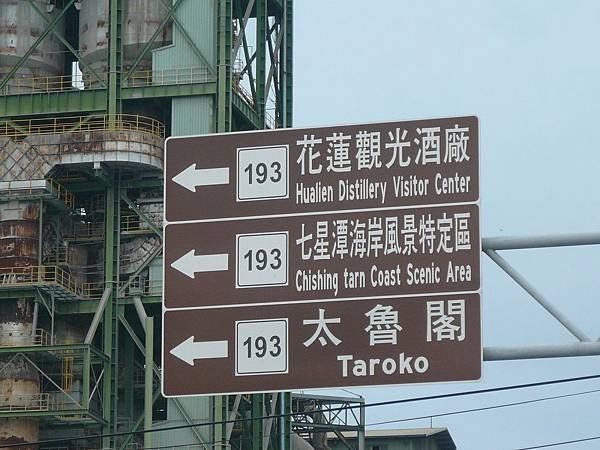 193 花蓮觀光酒廠
Hualien Distillery Visitor Center
193 七星潭海岸風景特定區
Chishing tarn Coast Scenic Area
193 太魯閣
Taroko